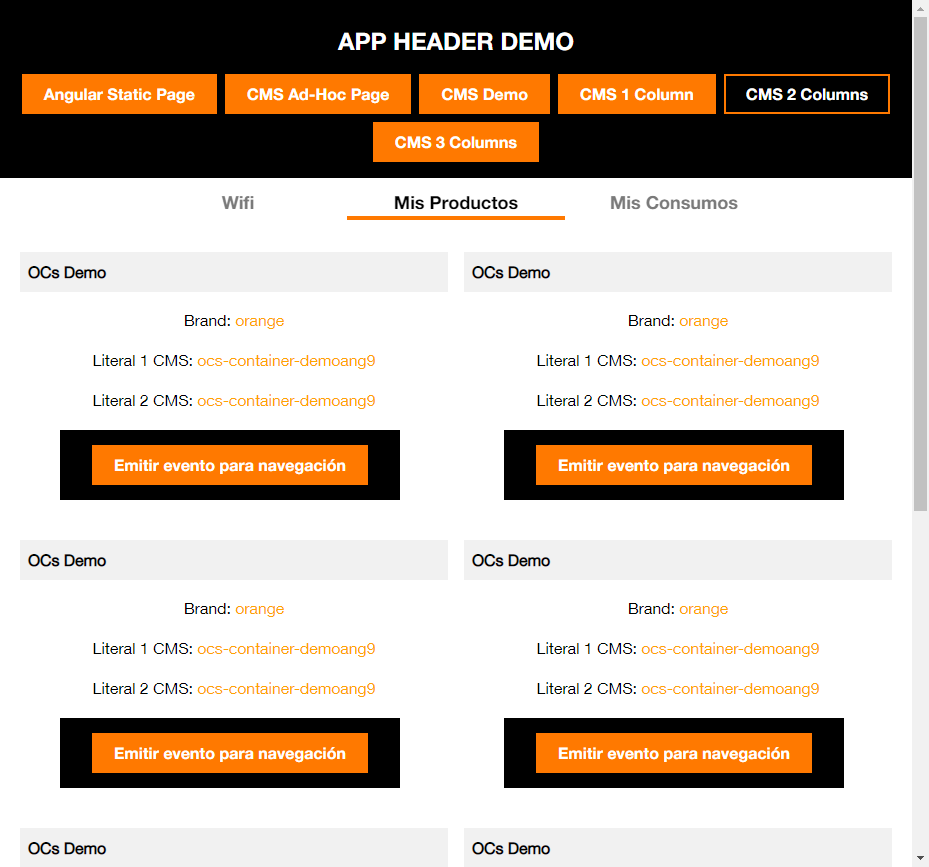 APP HEADER DEMO
Angular Static Page CMS Ad-Hoc Page CMS Demo CMS 1 Column CMS 2 Columns
CMS 3 Columns
Wifi Mis Productos Mis Consumos
OCs Demo OCs Demo
Brand: orange Brand: orange
Literal 1 CMS: ocs-container-demoang9 Literal 1 CMS: ocs-container-demoang9
Literal 2 CMS: ocs-container-demoang9 Literal 2 CMS: ocs-container-demoang9
Emitir evento para navegación Emitir evento para navegación
OCs Demo OCs Demo
Brand: orange Brand: orange
Literal 1 CMS: ocs-container-demoang9 Literal 1 CMS: ocs-container-demoang9
Literal 2 CMS: ocs-container-demoang9 Literal 2 CMS: ocs-container-demoang9
Emitir evento para navegación Emitir evento para navegación
OCs Demo OCs Demo